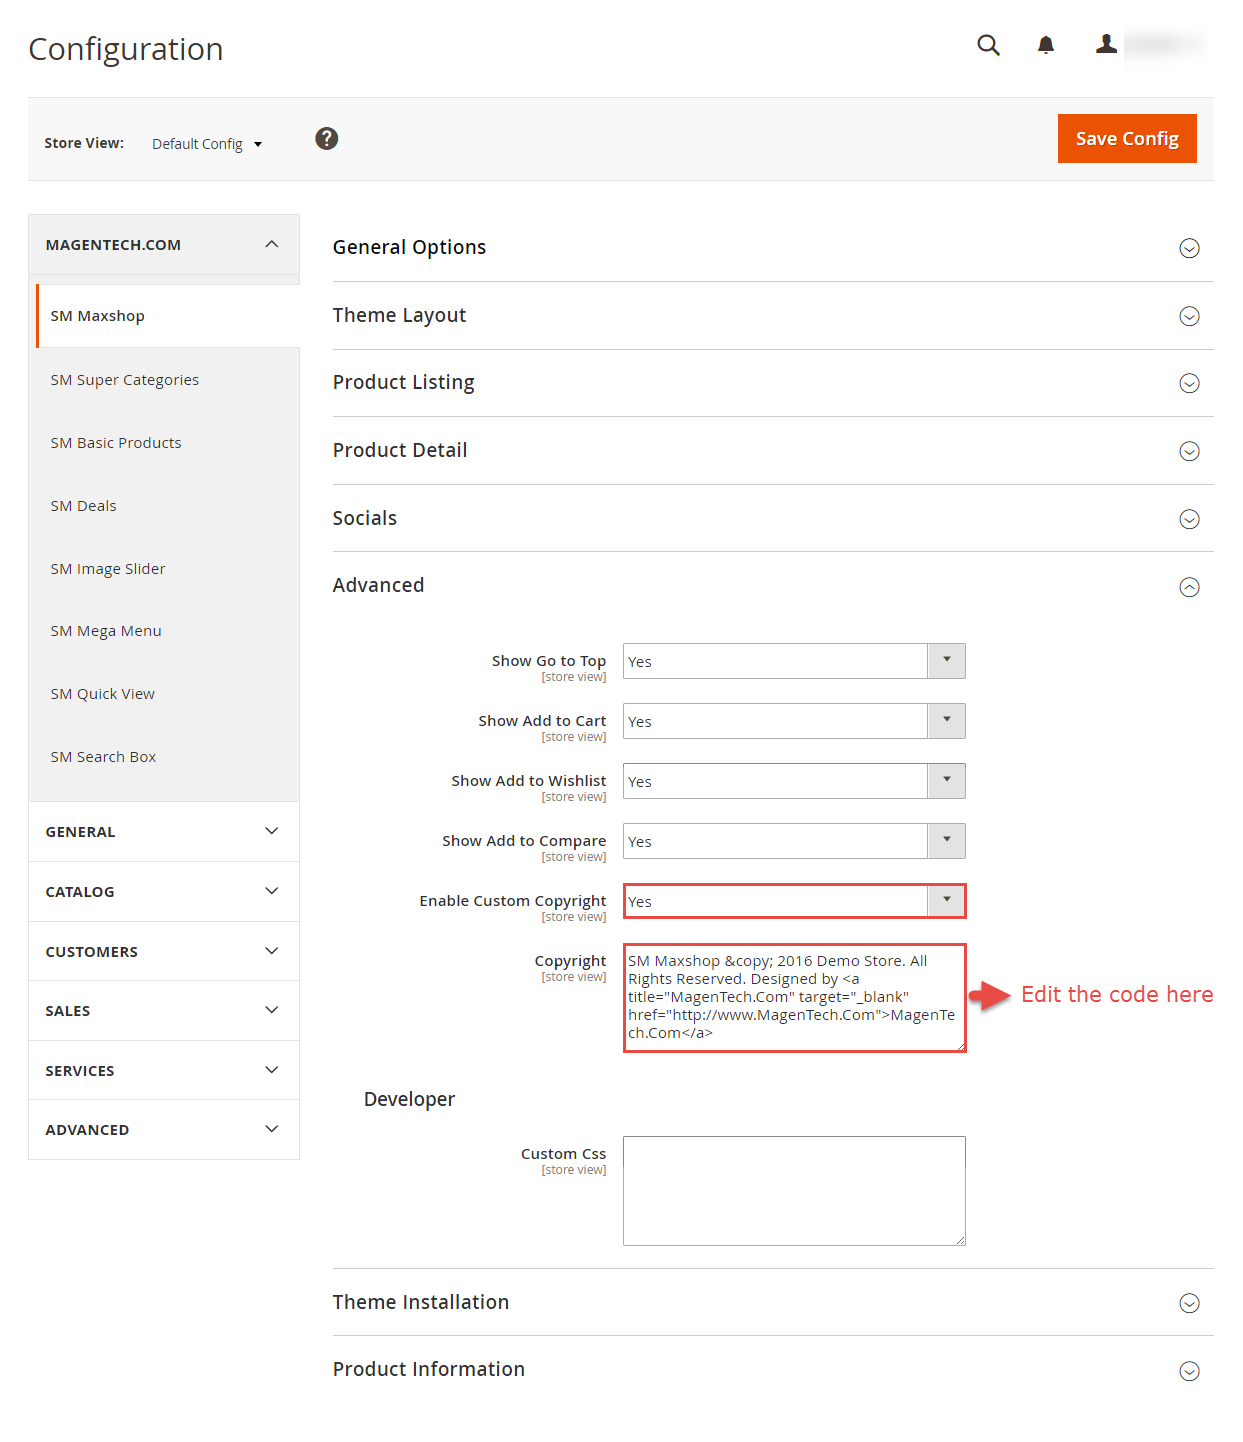 Configuration
Store View: Default Config ?
Save Config
MAGENTECH.COM
SM Maxshop
SM Super Categories
SM Basic Products
SM Deals
SM Image Slider
SM Mega Menu
SM Quick View
SM Search Box
GENERAL
CATALOG
CUSTOMERS
SALES
SERVICES
ADVANCED
General Options
Theme Layout
Product Listing
Product Detail
Socials
Advanced
Show Go to Top Yes
[store view]
Show Add to Cart Yes
[store view]
Show Add to Wishlist Yes
[store view]
Show Add to Compare Yes
[store view]
Enable Custom Copyright Yes
[store view]
Copyright
[store view]
SM Maxshop &copy; 2016 Demo Store. All
Rights Reserved. Designed by <a
title="MagenTech.Com" target="_blank"
href="http://www.MagenTech.Com">MagenTe
ch.Com</a>
Edit the code here
Developer
Custom Css
[store view]
Theme Installation
Product Information